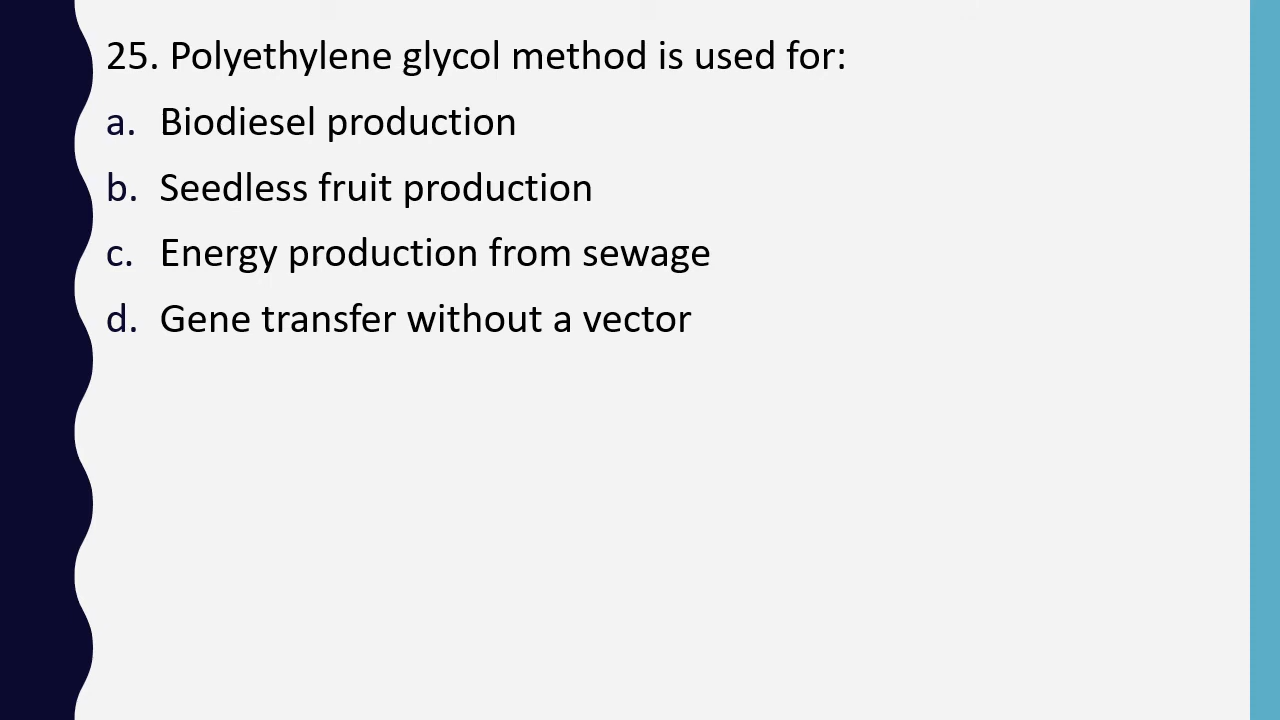 25. Polyethylene glycol method is used for:
a. Biodiesel production
b. Seedless fruit production
c. Energy production from sewage
d. Gene transfer without a vector